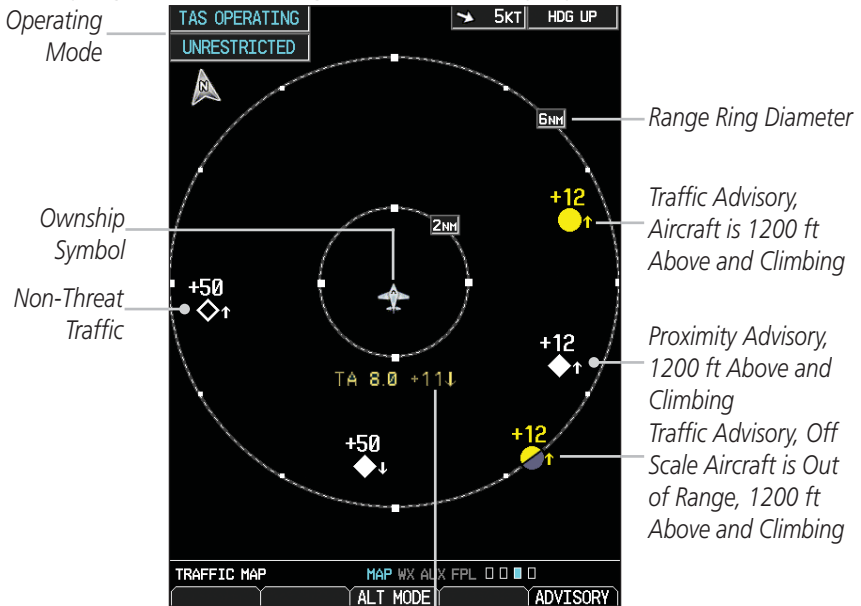 Operating
Mode
TAS OPERATING
UNRESTRICTED
5KT
HDG UP
N
6NM
Range Ring Diameter
+12
Traffic Advisory,
Aircraft is 1200 ft
Above and Climbing
Ownship
Symbol
2NM
+50
Non-Threat
Traffic
+12
Proximity Advisory,
1200 ft Above and
Climbing
TA 8.0 +11
+50
+12
Traffic Advisory, Off
Scale Aircraft is Out
of Range, 1200 ft
Above and Climbing
TRAFFIC MAP
MAP WX AUX FPL
ALT MODE
ADVISORY